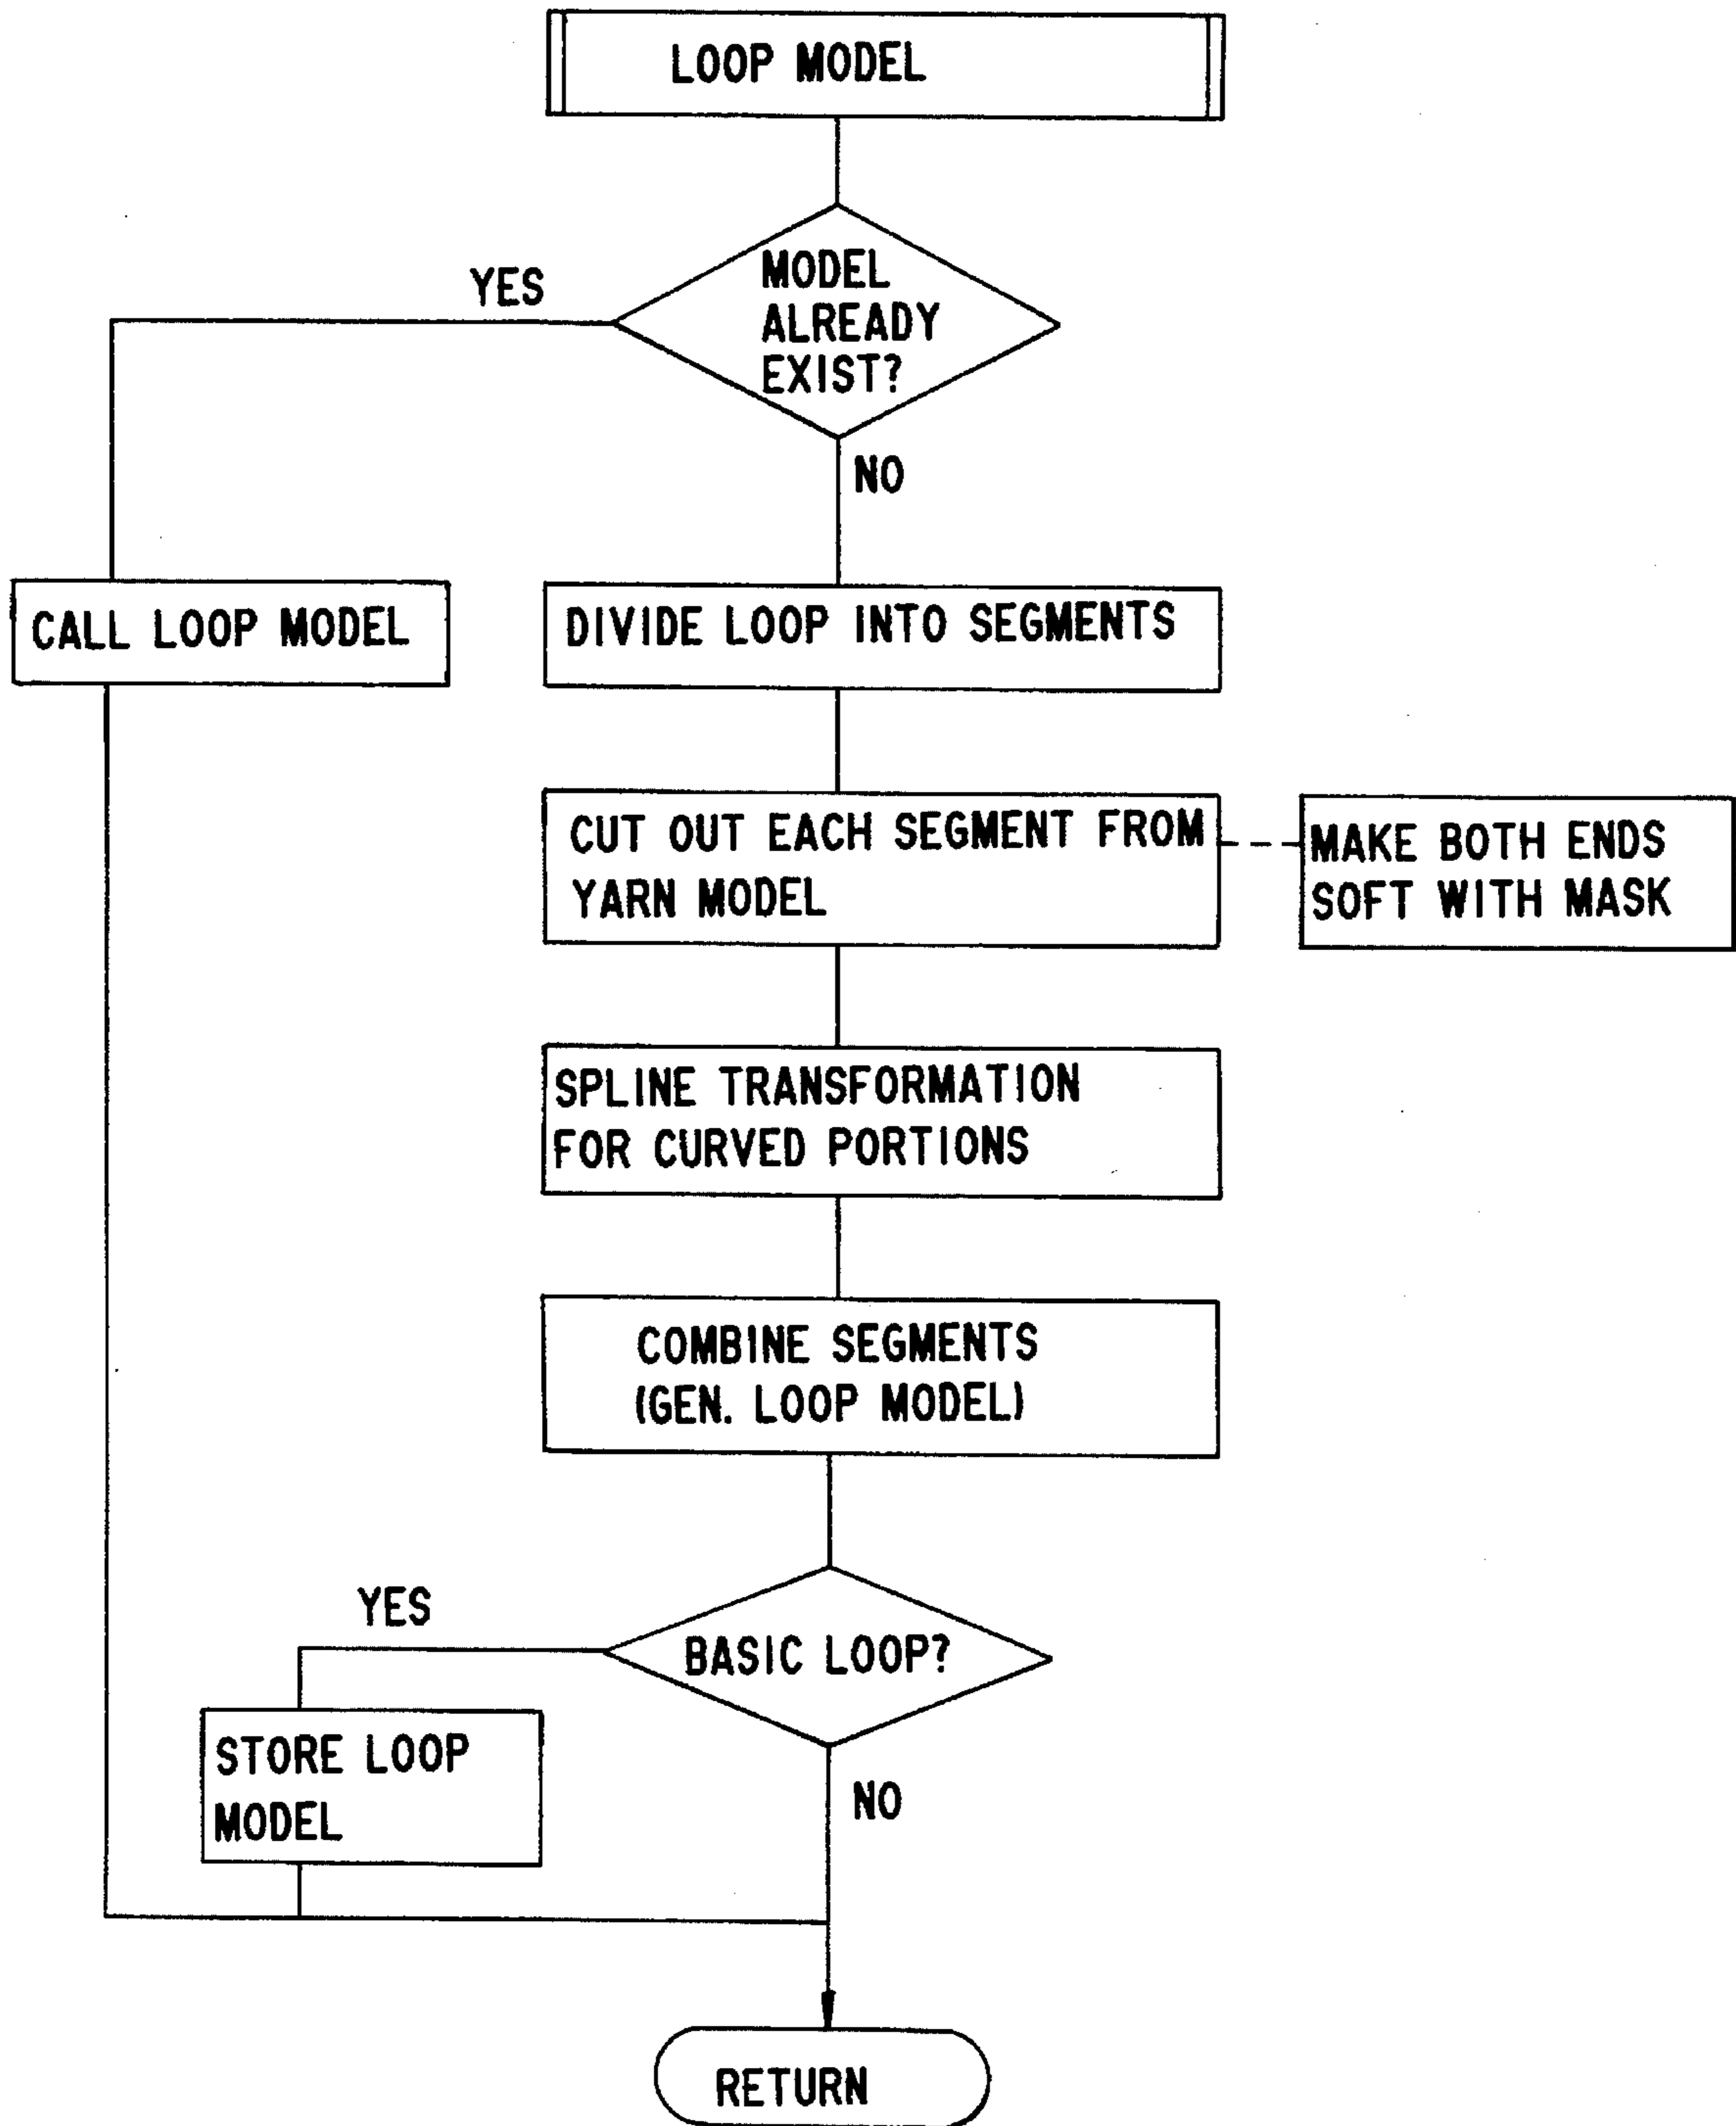 LOOP MODEL
MODEL
ALREADY
EXIST?
YES
NO
CALL LOOP MODEL
DIVIDE LOOP INTO SEGMENTS
CUT OUT EACH SEGMENT FROM
YARN MODEL
MAKE BOTH ENDS
SOFT WITH MASK
SPLINE TRANSFORMATION
FOR CURVED PORTIONS
COMBINE SEGMENTS
(GEN. LOOP MODEL)
BASIC LOOP?
YES
NO
STORE LOOP
MODEL
RETURN